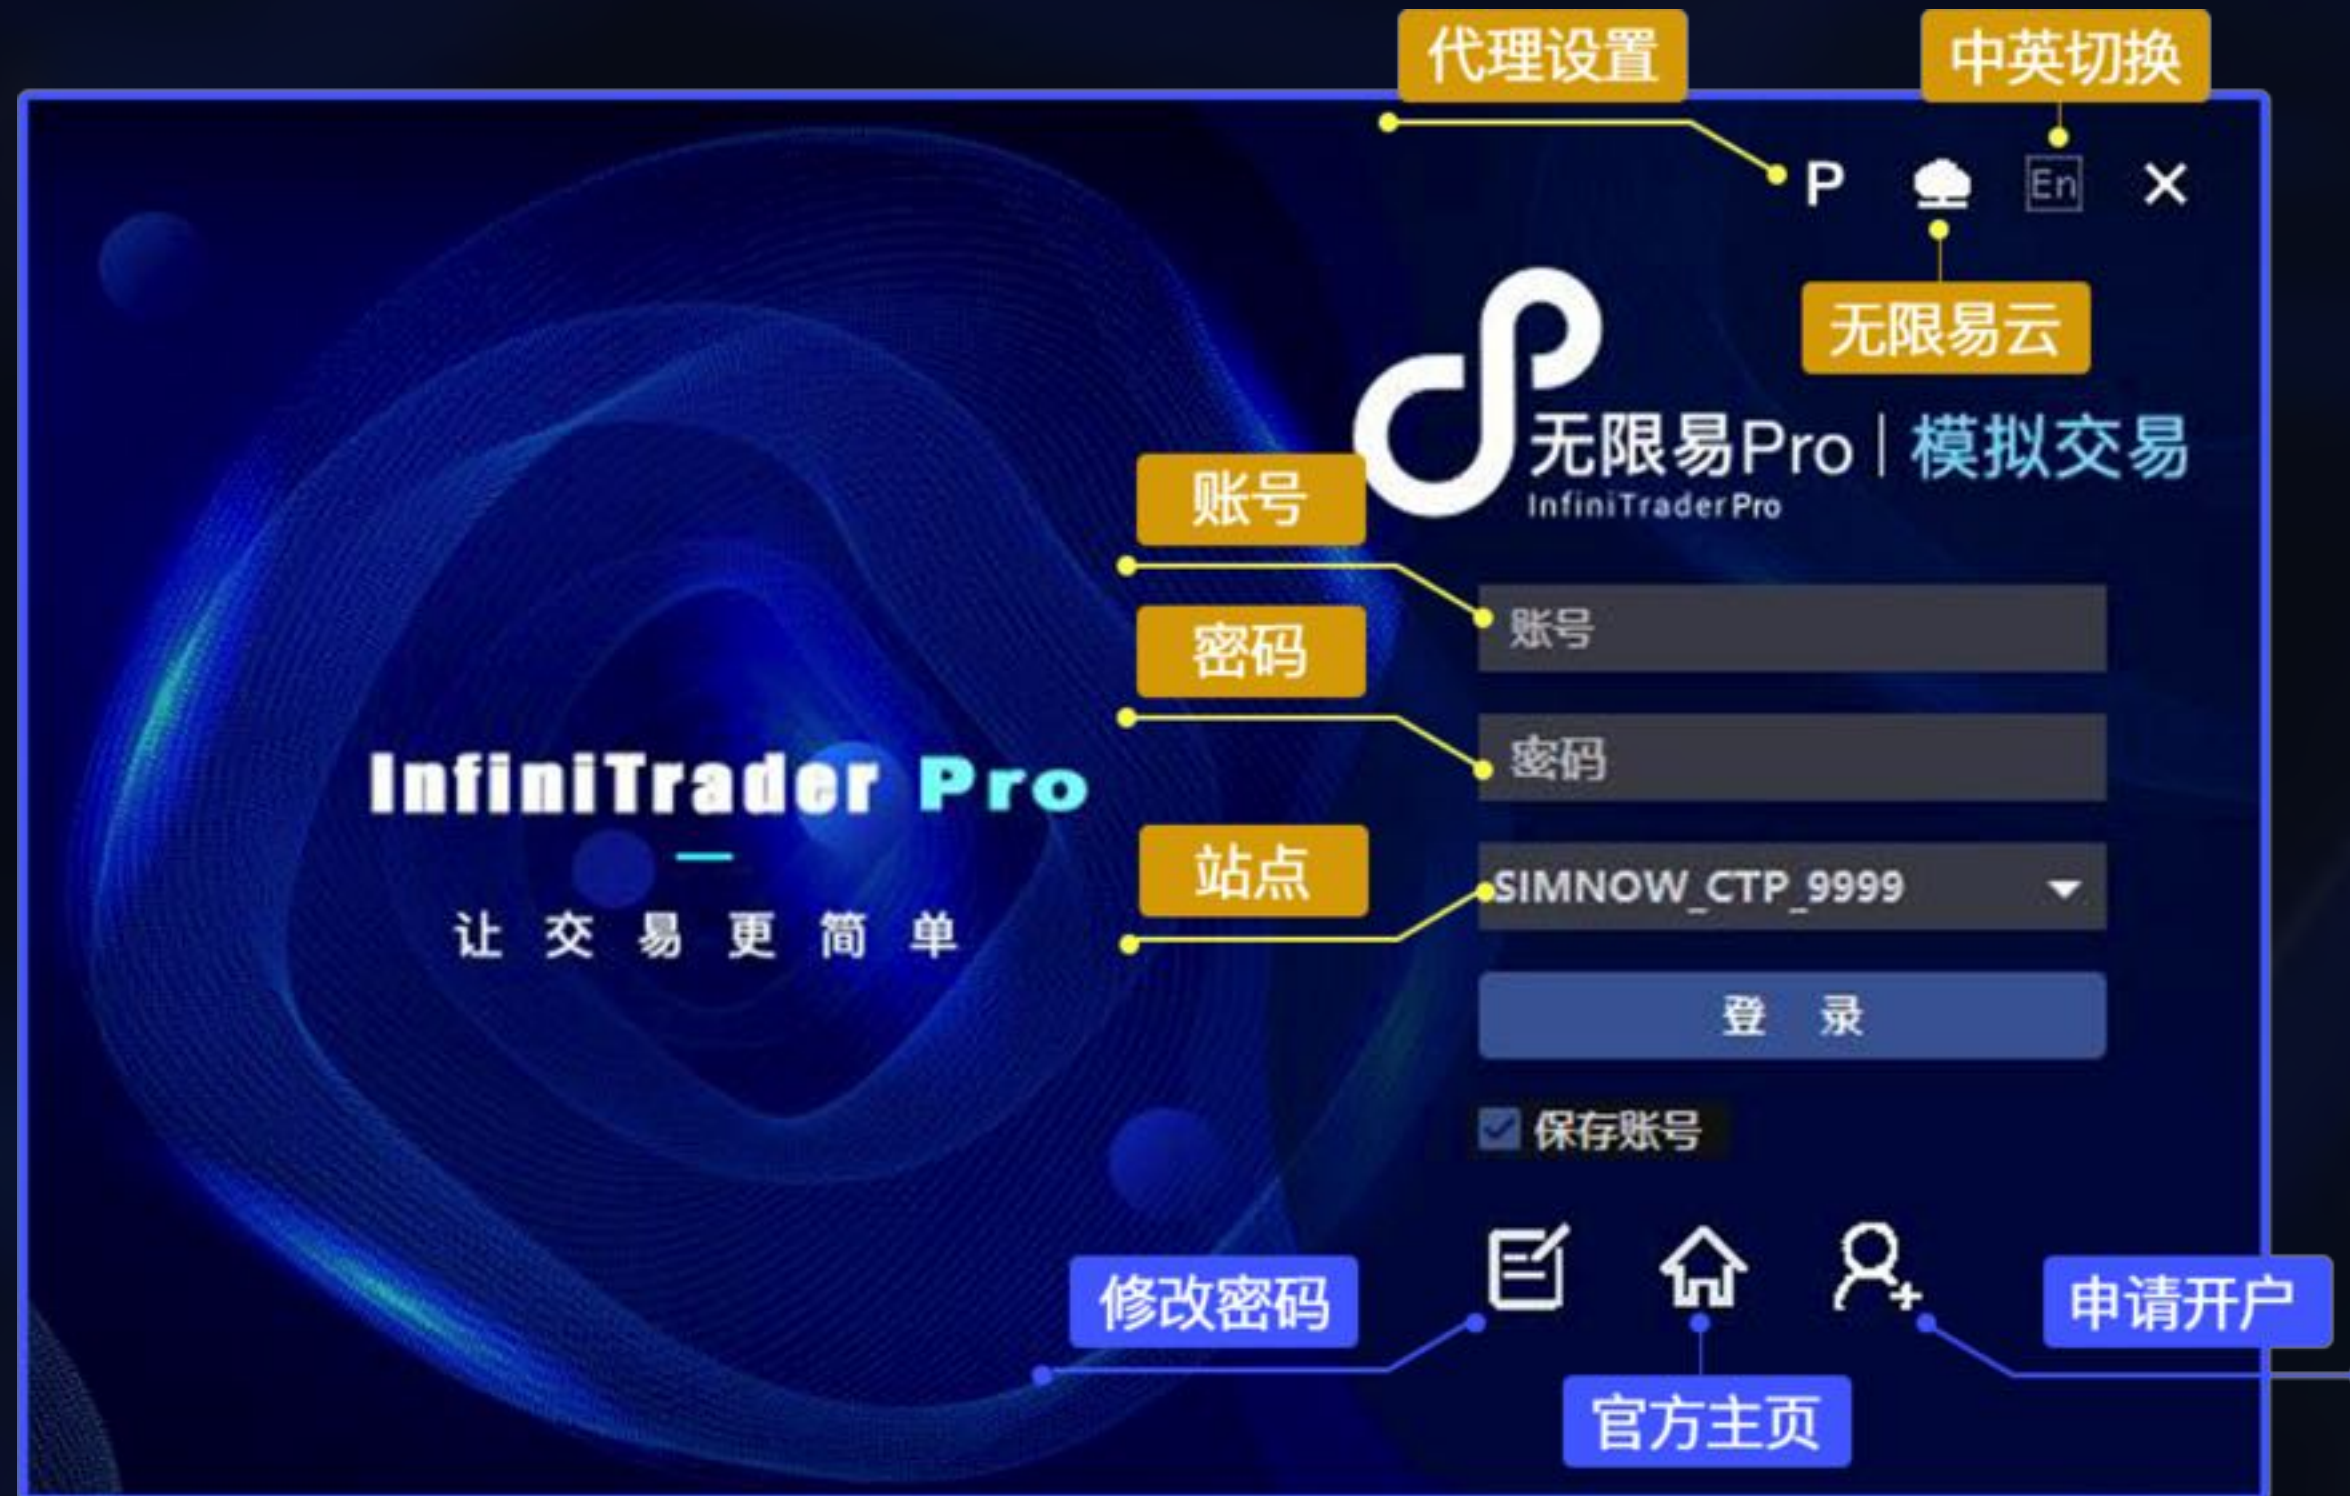 代理设置
中英切换
P
En
无限易云
无限易Pro | 模拟交易
InfiniTraderPro
账号
账号
密码
密码
InfiniTrader Pro
让交易更简单
站点
SIMNOW_CTP_9999
登 录
保存账号
修改密码
申请开户
官方主页